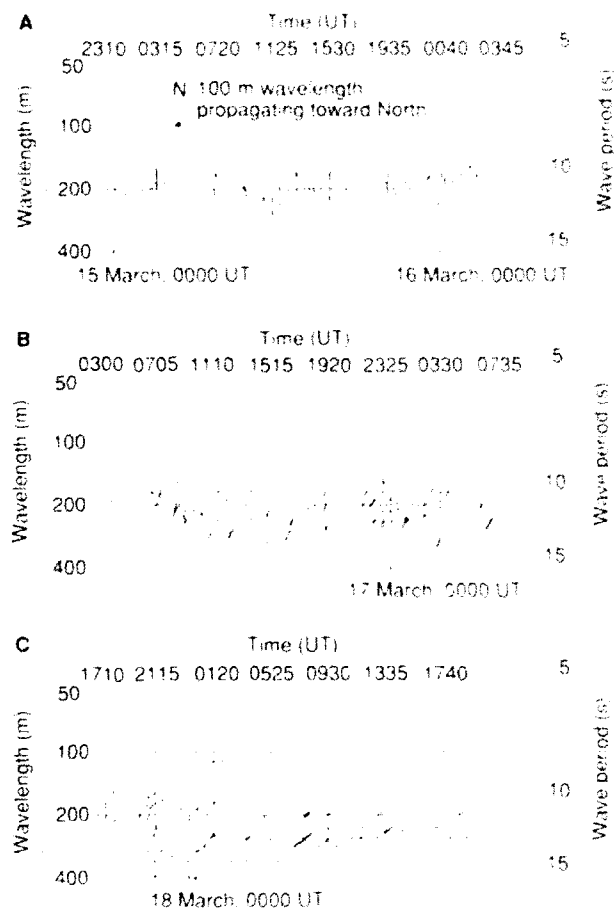 A
Time (UT)
2310 0315 0720 1125 1530 1935 0040 0345
5
50
N 100 m wavelength
propagating toward North
100
10
200
15
400
Wavelength (m)
Wave period (s)
15 March, 0000 UT 16 March, 0000 UT
B
Time (UT)
0300 0705 1110 1515 1920 2325 0330 0735
5
50
100
10
200
15
400
Wavelength (m)
Wave period (s)
17 March, 0000 UT
C
Time (UT)
1710 2115 0120 0525 0930 1335 1740
5
50
100
10
200
15
400
Wavelength (m)
Wave period (s)
18 March, 0000 UT